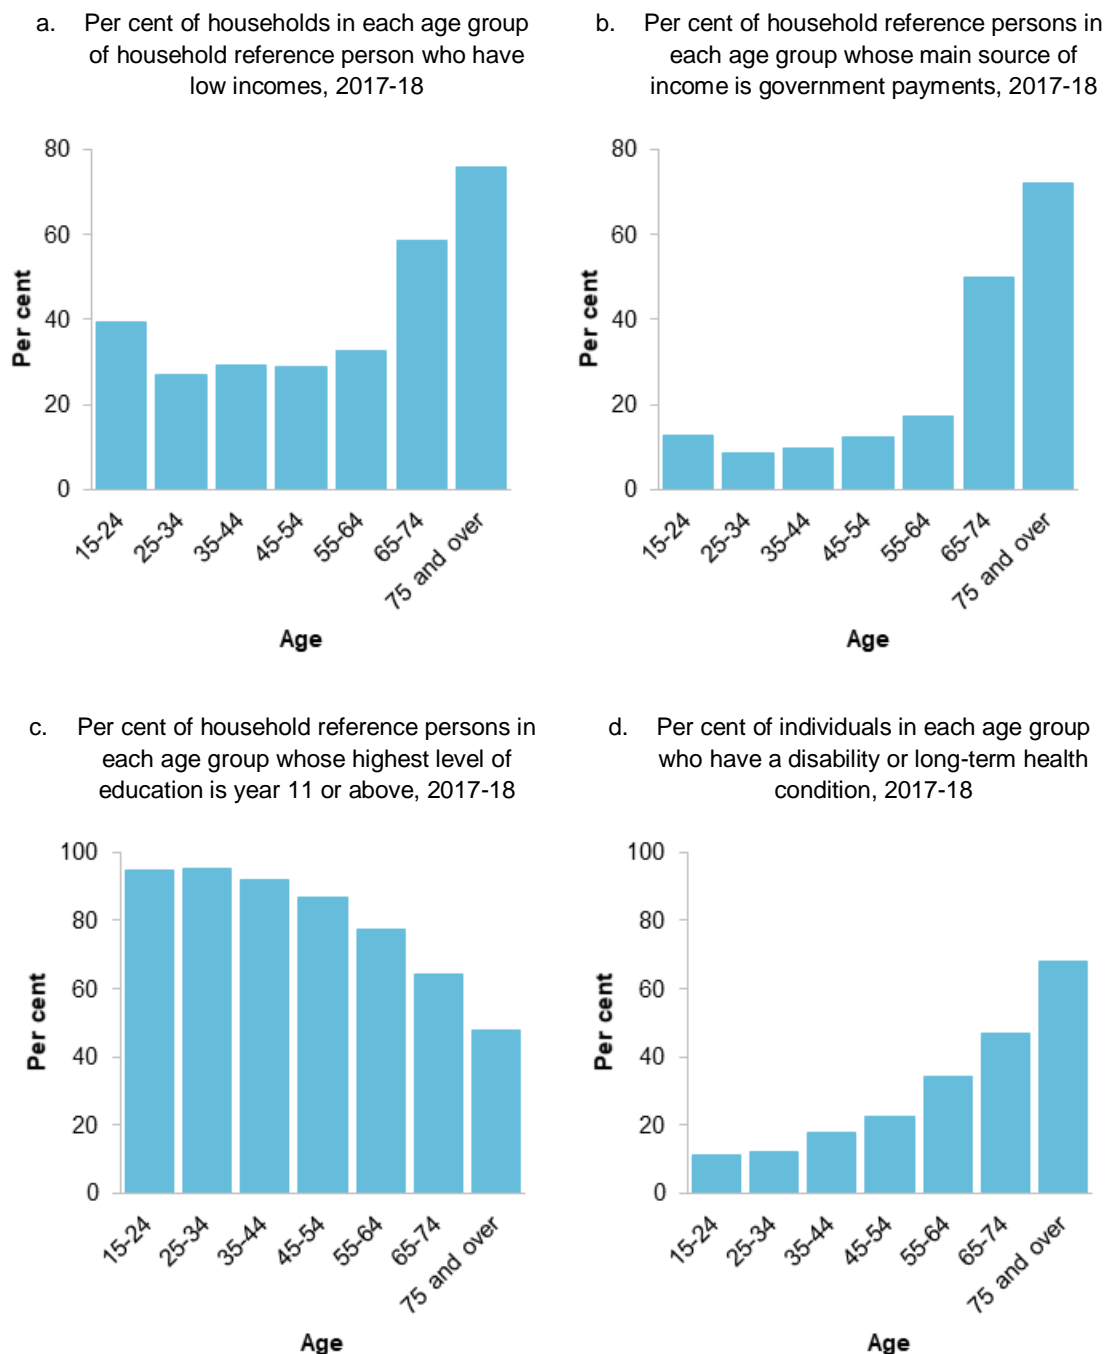 a. Per cent of households in each age group
of household reference person who have
low incomes, 2017-18
80
60
40
20
0
Per cent
15-24
25-34
35-44
45-54
55-64
65-74
75 and over
Age
b. Per cent of household reference persons in
each age group whose main source of
income is government payments, 2017-18
80
60
40
20
0
Per cent
15-24
25-34
35-44
45-54
55-64
65-74
75 and over
Age
c. Per cent of household reference persons in
each age group whose highest level of
education is year 11 or above, 2017-18
100
80
60
40
20
0
Per cent
15-24
25-34
35-44
45-54
55-64
65-74
75 and over
Age
d. Per cent of individuals in each age group
who have a disability or long-term health
condition, 2017-18
100
80
60
40
20
0
Per cent
15-24
25-34
35-44
45-54
55-64
65-74
75 and over
Age